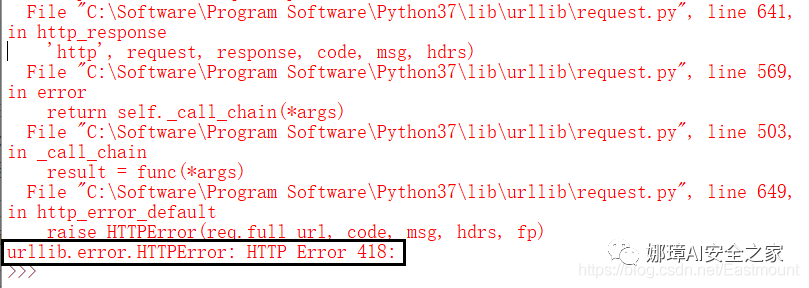 File "C:\Software\Program Software\Python37\lib\urllib\request.py", line 641,
in http_response
'http', request, response, code, msg, hdrs)
File "C:\Software\Program Software\Python37\lib\urllib\request.py", line 569,
in error
return self._call_chain(*args)
File "C:\Software\Program Software\Python37\lib\urllib\request.py", line 503,
in _call_chain
result = func(*args)
File "C:\Software\Program Software\Python37\lib\urllib\request.py", line 649,
in http_error_default
raise HTTPError(req.full_url, code, msg, hdrs, fp)
urllib.error.HTTPError: HTTP Error 418:
娜璋AI安全之家
>>>
https://blog.csdn.net/Eastmount